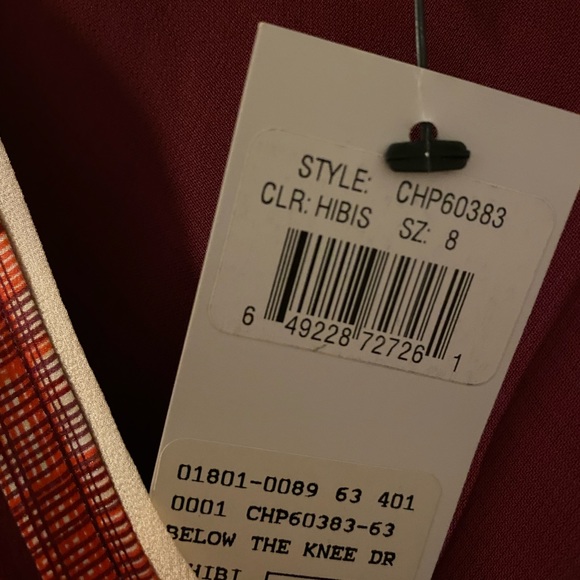 STYLE: CHP60383
CLR: HIBIS SZ: 8
6 49228 72726 1
01801-0089 63 401
0001 CHP60383-63
BELOW THE KNEE DR
HIBI